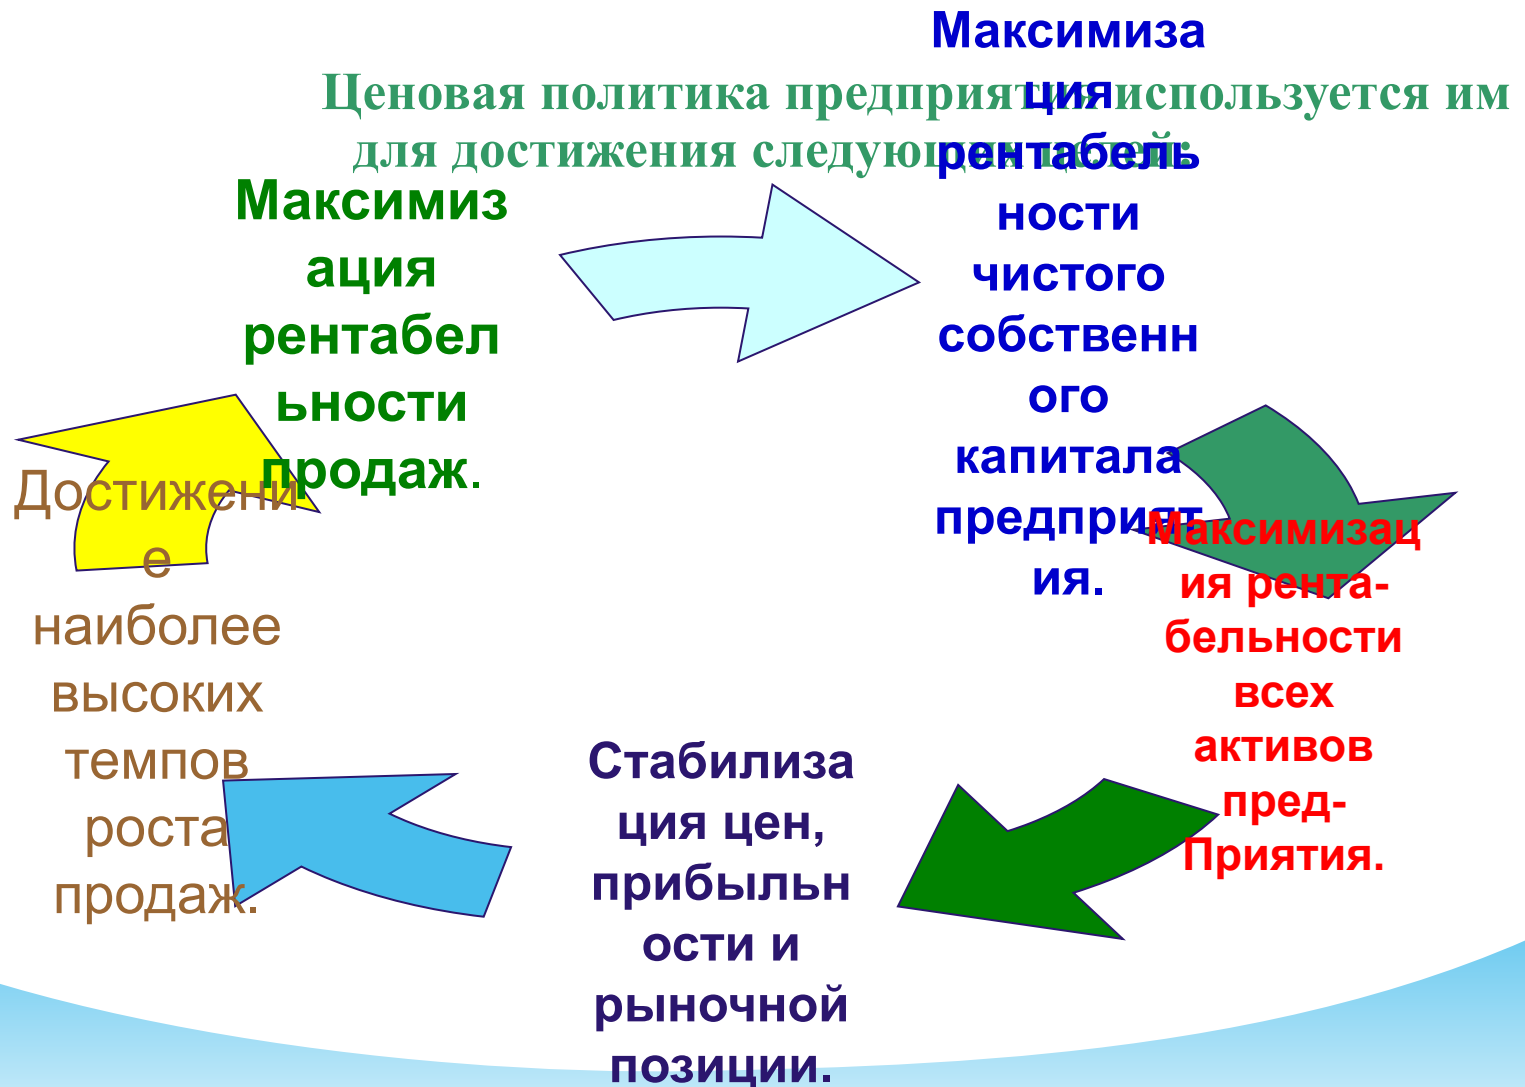 Ценовая политика предприятия используется им
для достижения следующих целей:
Максимиз
ация
рентабел
ьности
продаж.
Максимиза
ция
рентабель
ности
чистого
собственн
ого
капитала
предприят
ия.
Максимизац
ия рента-
бельности
всех
активов
пред-
Приятия.
Стабилиза
ция цен,
прибыльн
ости и
рыночной
позиции.
Достижени
е
наиболее
высоких
темпов
роста
продаж.